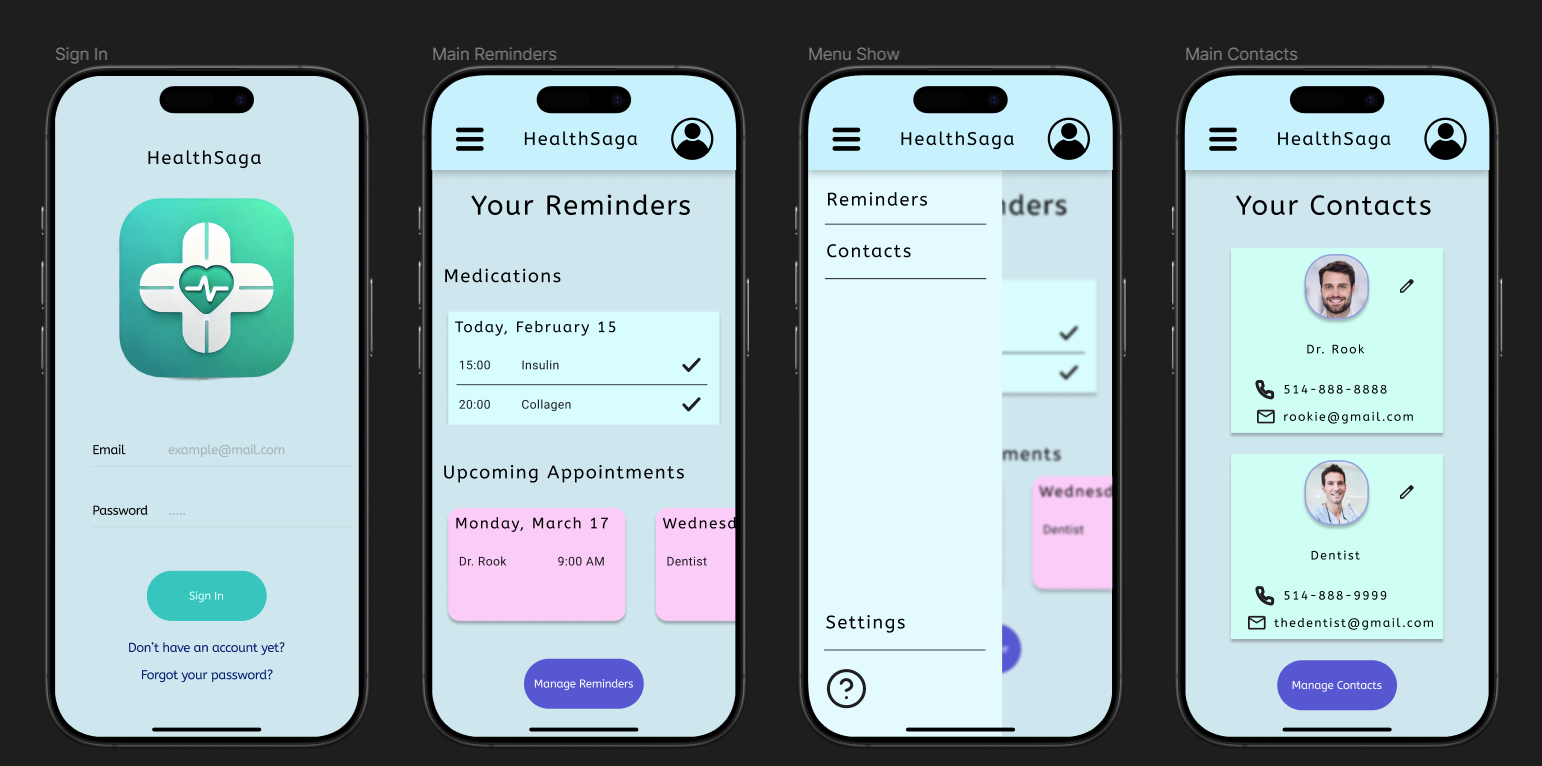 Sign In
HealthSaga
Email example@mail.com
Password .....
Sign In
Don't have an account yet?
Forgot your password?
Main Reminders
HealthSaga
Your Reminders
Medications
Today, February 15
15:00 Insulin
20:00 Collagen
Upcoming Appointments
Monday, March 17
Dr. Rook 9:00 AM
Wednesd
Dentist
Manage Reminders
Menu Show
HealthSaga
Reminders
Contacts
Settings
?
nders
ments
Wednesd
Dentist
Main Contacts
HealthSaga
Your Contacts
Dr. Rook
514-888-8888
rookie@gmail.com
Dentist
514-888-9999
thedentist@gmail.com
Manage Contacts